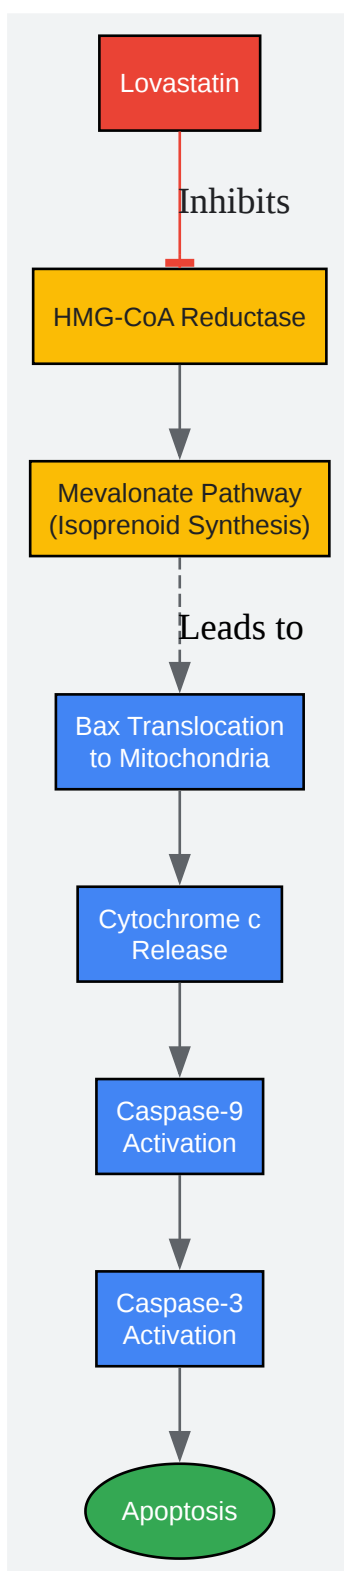 Lovastatin
Inhibits
HMG-CoA Reductase
Mevalonate Pathway
(Isoprenoid Synthesis)
Leads to
Bax Translocation
to Mitochondria
Cytochrome c
Release
Caspase-9
Activation
Caspase-3
Activation
Apoptosis